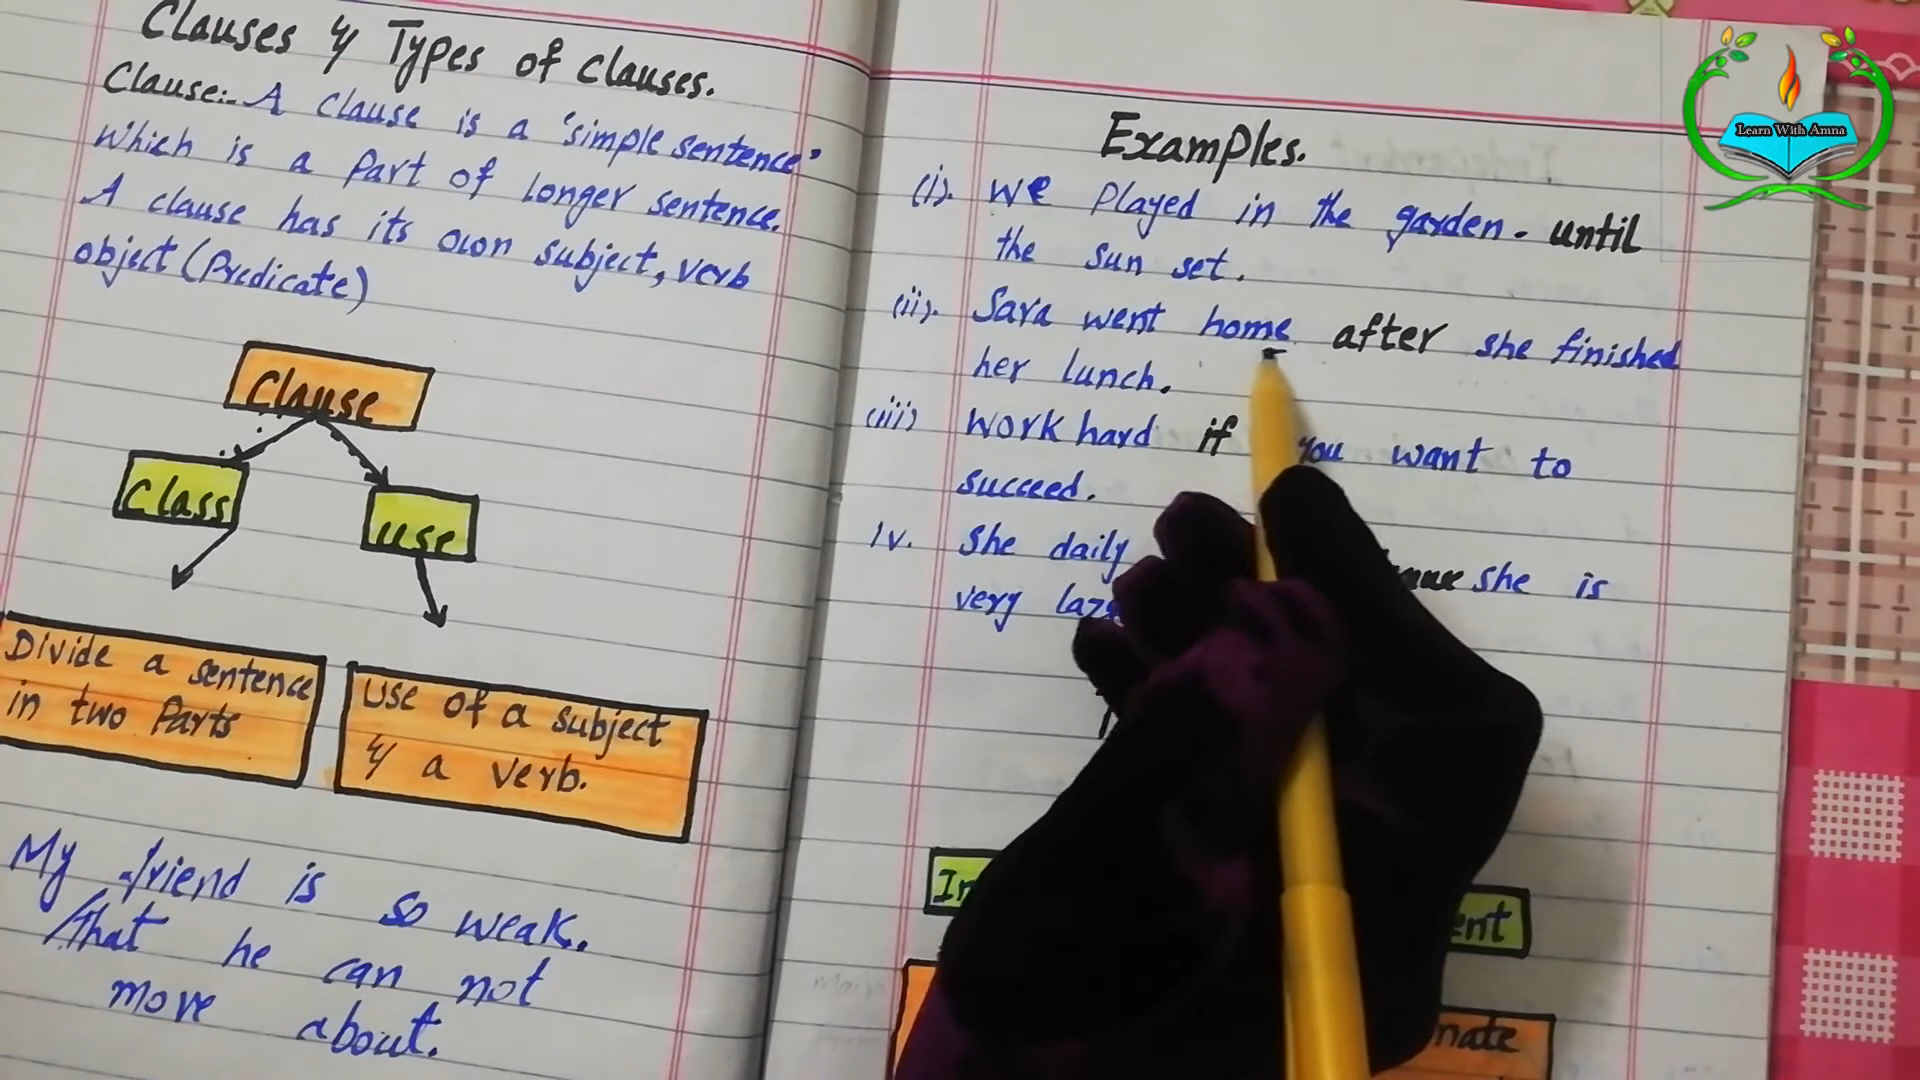 Clauses & Types of clauses.
Clause:- A clause is a "simple sentence"
which is a part of longer sentence.
A clause has its own subject, verb
object (Predicate)
Clause
Class
use
Divide a sentence
in two Parts
Use of a subject
& a verb.
My friend is so weak.
That he can not
move about.
Examples.
(i). We Played in the garden. until
the sun set.
(ii). Sara went home after she finished
her lunch.
(iii) Work hard if you want to
succeed.
iv. She daily she is
very
Learn With Amna